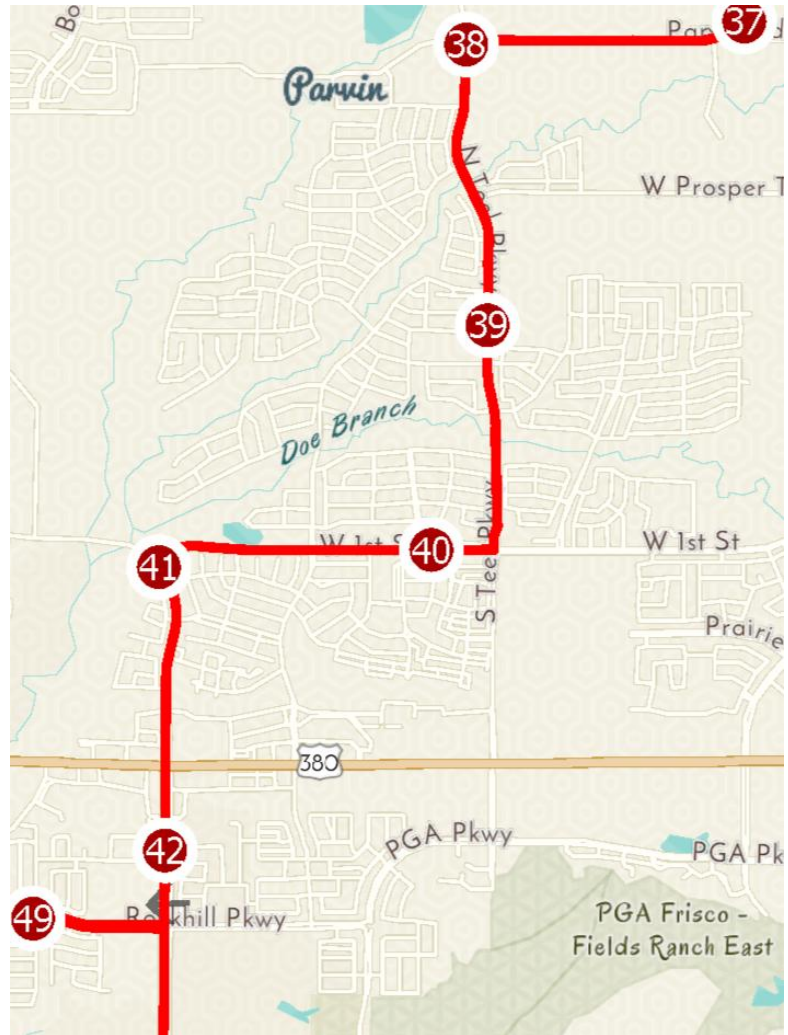 Bo
38
37
Parvin
N Teel Pkwy
W Prosper T
39
Doe Branch
W 1st St
40
W 1st St
41
S Teel Pkwy
Prairie
380
42
PGA Pkwy
PGA Pk
49
Rockhill Pkwy
PGA Frisco -
Fields Ranch East